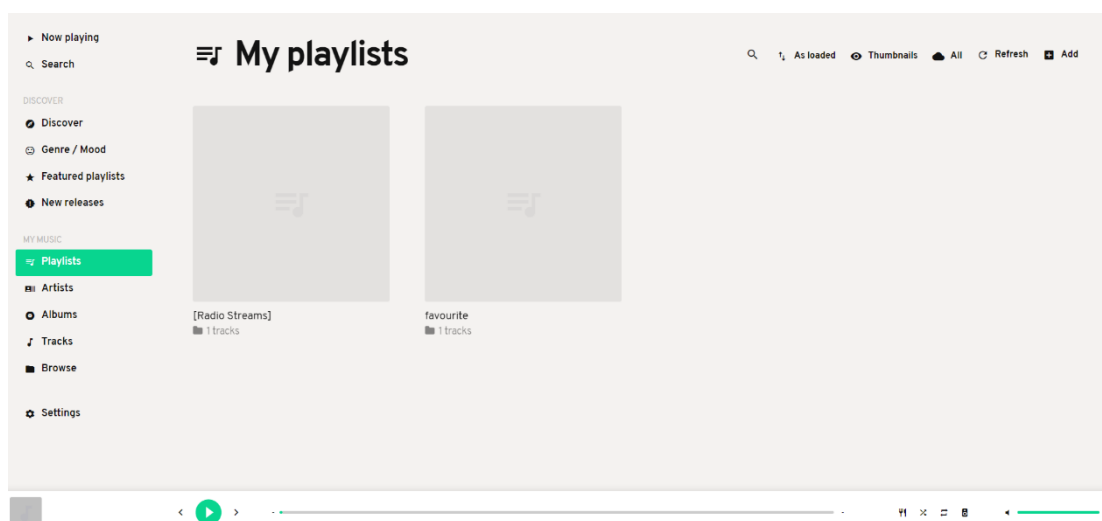 Now playing
Search
DISCOVER
Discover
Genre / Mood
Featured playlists
New releases
MY MUSIC
Playlists
Artists
Albums
Tracks
Browse
Settings
My playlists
As loaded Thumbnails All Refresh Add
[Radio Streams]
1 tracks
favourite
1 tracks